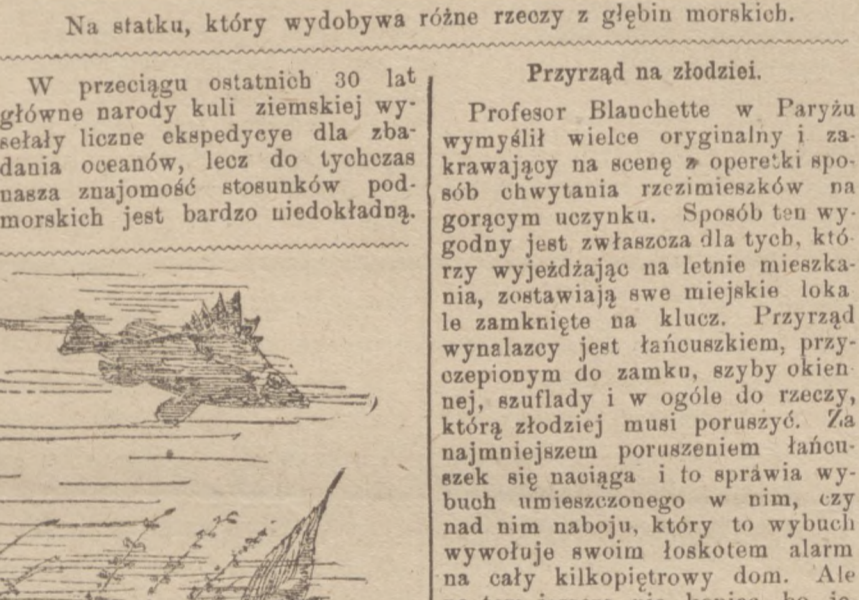 Na statku, który wydobywa różne rzeczy z głębin morskich.
W przeciągu ostatnich 30 lat
główne narody kuli ziemskiej wy-
sełały liczne ekspedycye dla zba-
dania oceanów, lecz do tychczas
nasza znajomość stosunków pod-
morskich jest bardzo niedokładną.
Przyrząd na złodziei.
Profesor Blanchette w Paryżu
wymyślił wielce oryginalny i za-
krawający na scenę z operetki spo-
sób chwytania rzezimieszków na
gorącym uczynku. Sposób ten wy-
godny jest zwłaszcza dla tych, któ-
rzy wyjeżdżając na letnie mieszka-
nia, zostawiają swe miejskie loka
le zamknięte na klucz. Przyrząd
wynalazcy jest łańcuszkiem, przy-
czepionym do zamku, szyby okien
nej, szuflady i w ogóle do rzeczy,
którą złodziej musi poruszyć. Za
najmniejszem poruszeniem łańcu-
szek się naciąga i to sprawia wy-
buch umieszczonego w nim, czy
nad nim naboju, który to wybuch
wywołuje swoim łoskotem alarm
na cały kilkopiętrowy dom. Ale